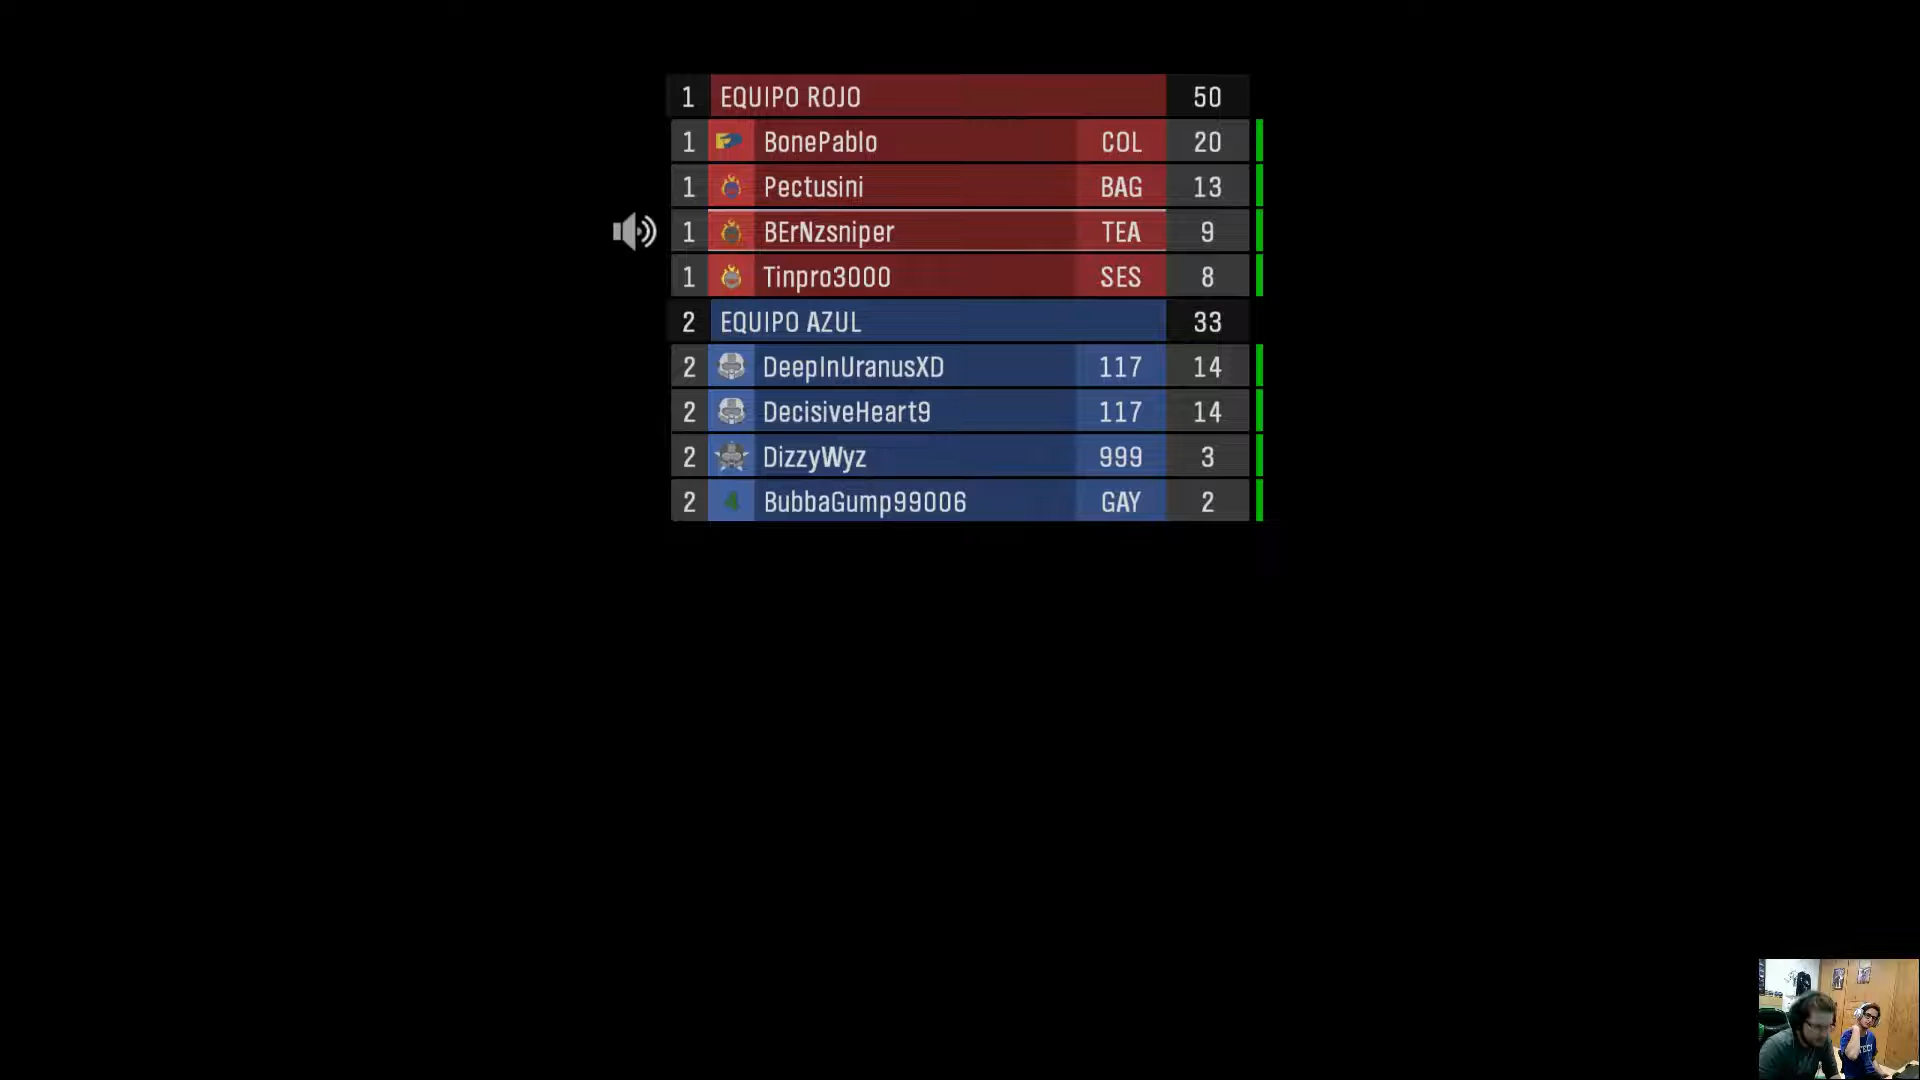 1 EQUIPO ROJO 50
1 BonePablo COL 20
1 Pectusini BAG 13
1 BErNzsniper TEA 9
1 Tinpro3000 SES 8
2 EQUIPO AZUL 33
2 DeepInUranusXD 117 14
2 DecisiveHeart9 117 14
2 DizzyWyz 999 3
2 BubbaGump99006 GAY 2